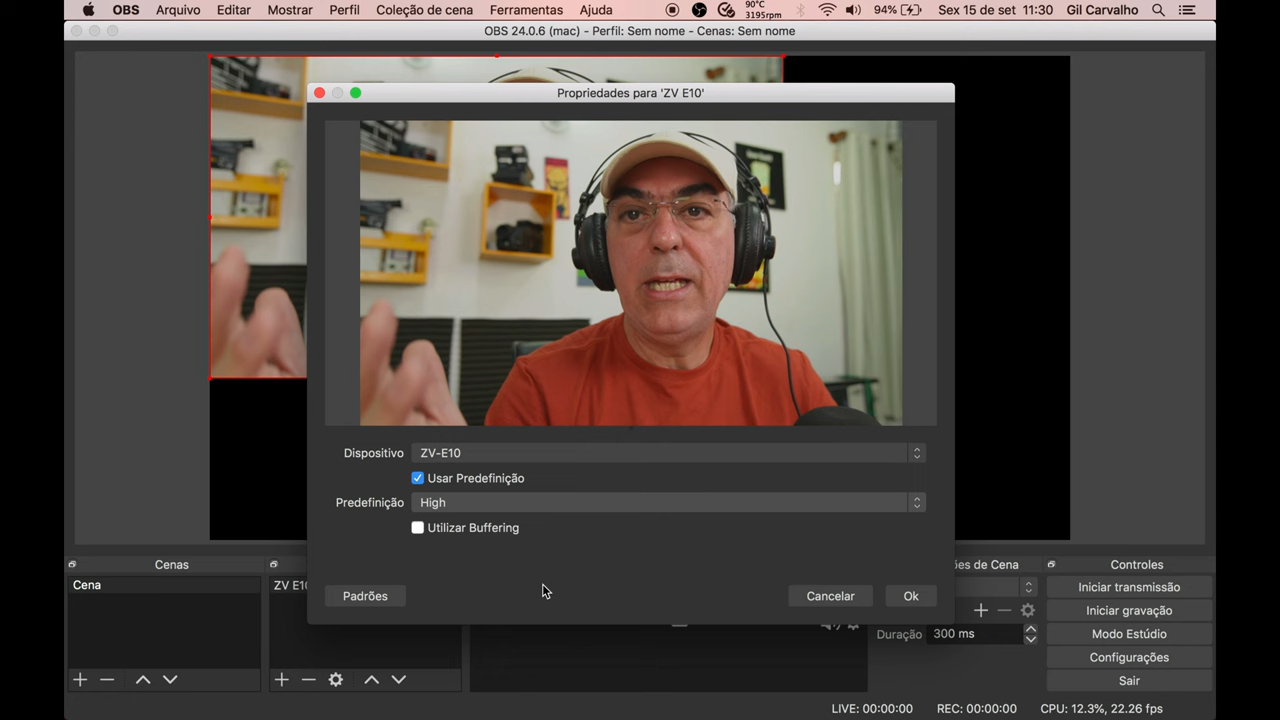 OBS Arquivo Editar Mostrar Perfil Coleção de cena Ferramentas Ajuda 90°C 3195rpm 94% Sex 15 de set 11:30 Gil Carvalho
OBS 24.0.6 (mac) - Perfil: Sem nome - Cenas: Sem nome
Propriedades para 'ZV E10'
Dispositivo ZV-E10
Usar Predefinição
Predefinição High
Utilizar Buffering
Padrões Cancelar Ok
Cenas ões de Cena Controles
Cena ZV E10 Iniciar transmissão
Iniciar gravação
Duração 300 ms Modo Estúdio
Configurações
Sair
LIVE: 00:00:00 REC: 00:00:00 CPU: 12.3%, 22.26 fps